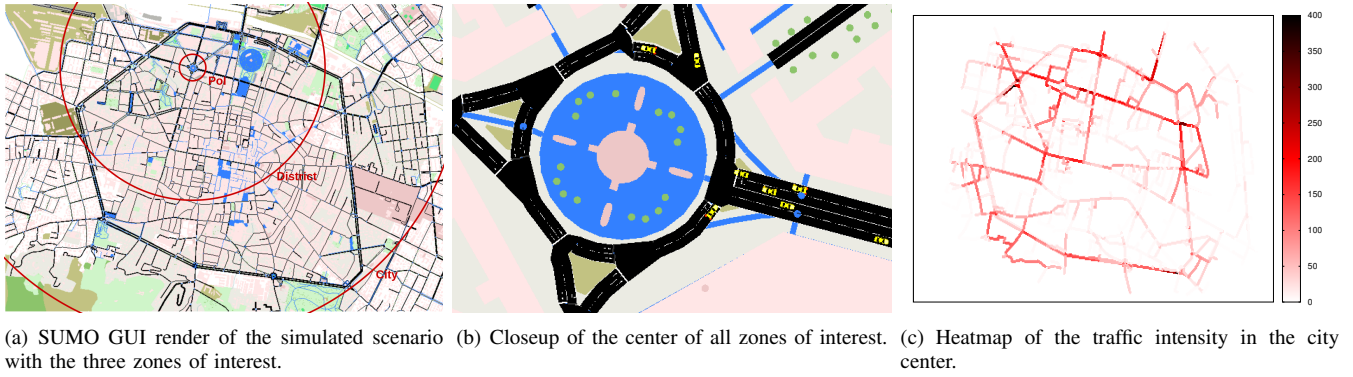 PoI
District
City
400
350
300
250
200
150
100
50
0
(a) SUMO GUI render of the simulated scenario
with the three zones of interest.
(b) Closeup of the center of all zones of interest.
(c) Heatmap of the traffic intensity in the city
center.